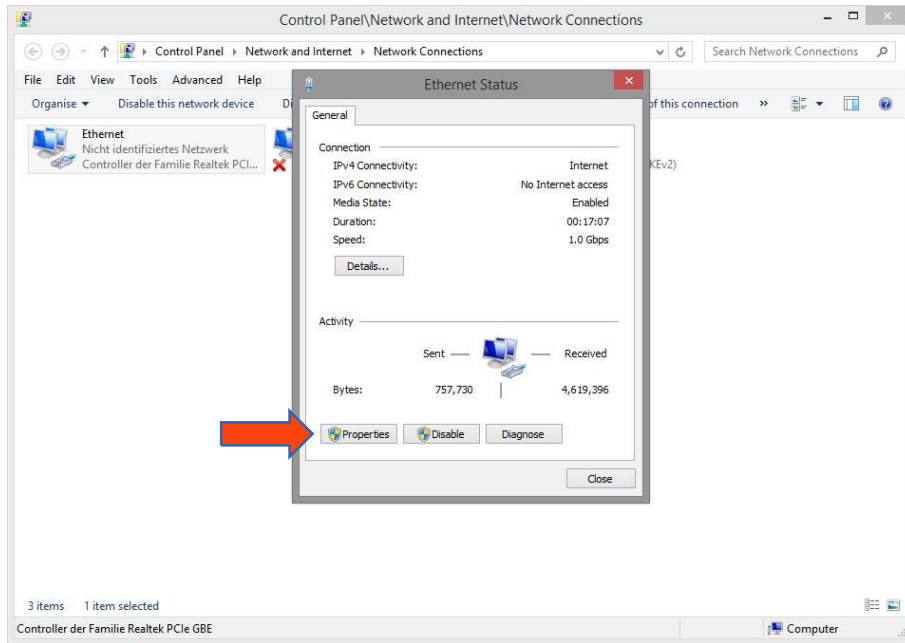 Control Panel\Network and Internet\Network Connections
Control Panel Network and Internet Network Connections
Search Network Connections
File Edit View Tools Advanced Help
Organise Disable this network device of this connection »
Ethernet
Nicht identifiziertes Netzwerk
Controller der Familie Realtek PCI...
KEv2)
Ethernet Status
General
Connection
IPv4 Connectivity: Internet
IPv6 Connectivity: No Internet access
Media State: Enabled
Duration: 00:17:07
Speed: 1.0 Gbps
Details...
Activity
Sent Received
Bytes: 757,730 4,619,396
Properties Disable Diagnose
Close
3 items 1 item selected
Controller der Familie Realtek PCIe GBE Computer